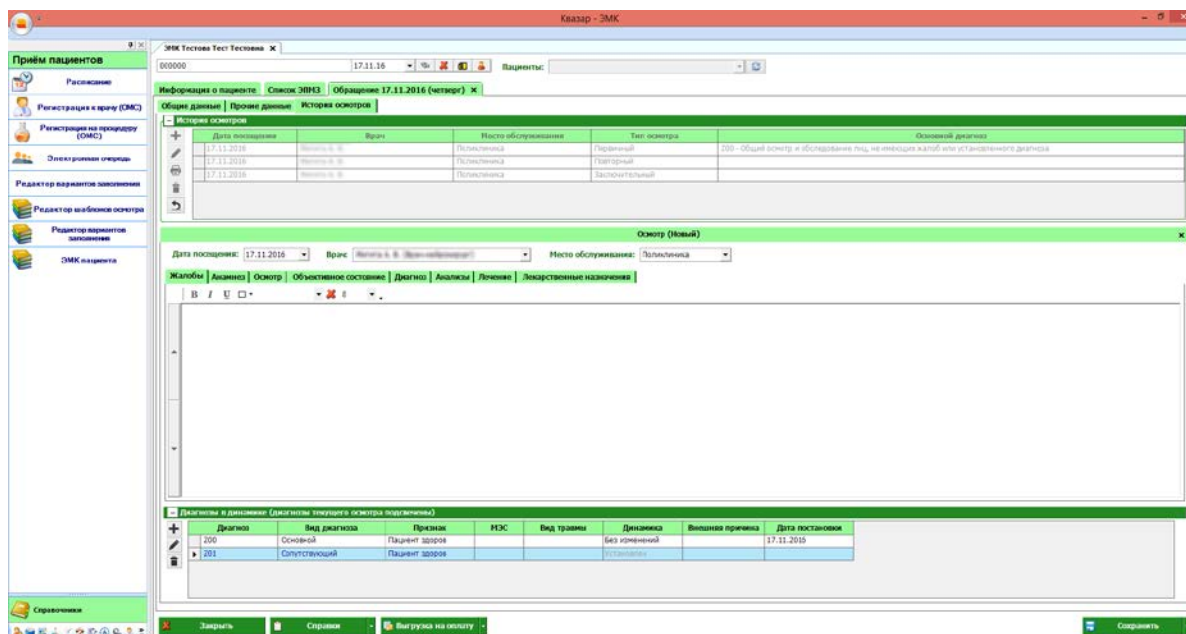 Квазар - ЭМК
ЭМК Тестова Тест Тестовна
Приём пациентов
000000 17.11.16 Пациенты:
Расписание
Информация о пациенте Список ЭПМЗ Обращение 17.11.2016 (четверг)
Регистрация к врачу (ОМС)
Общие данные Прочие данные История осмотров
История осмотров
Регистрация на процедуру (ОМС)
Дата посещения Врач Место обслуживания Тип осмотра Основной диагноз
17.11.2016 Поликлиника Первичный Z00 - Общий осмотр и обследование лиц, не имеющих жалоб или установленного диагноза
17.11.2016 Поликлиника Повторный
17.11.2016 Поликлиника Заключительный
Электронная очередь
Редактор вариантов заполнения
Редактор шаблонов осмотра
Редактор вариантов заполнения
ЭМК пациента
Осмотр (Новый)
Дата посещения: 17.11.2016 Врач: Место обслуживания: Поликлиника
Жалобы Анамнез Осмотр Объективное состояние Диагноз Анализы Лечение Лекарственные назначения
B I U
Диагнозы в динамике (диагнозы текущего осмотра подсвечены)
Диагноз Вид диагноза Признак МЭС Вид травмы Динамика Внешняя причина Дата постановки
Z00 Основной Пациент здоров Без изменений 17.11.2016
Z01 Сопутствующий Пациент здоров Установлен
Справочники
Закрыть Справки Выгрузка на оплату Сохранить